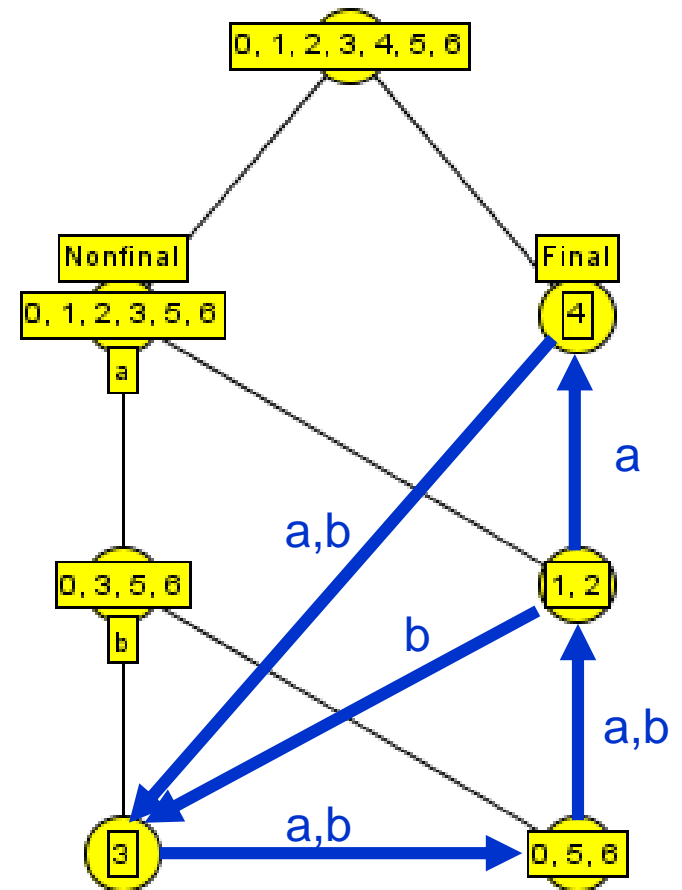 0, 1, 2, 3, 4, 5, 6
Nonfinal
Final
0, 1, 2, 3, 5, 6
4
a
a
a,b
0, 3, 5, 6
1, 2
b
b
a,b
a,b
3
0, 5, 6